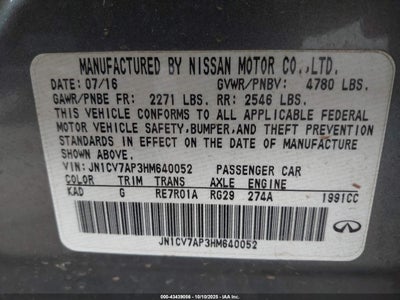 MANUFACTURED BY NISSAN MOTOR CO.,LTD.
DATE: 07/16 GVWR/PNBV: 4780 LBS.
GAWR/PNBE FR: 2271 LBS. RR: 2546 LBS.
THIS VEHICLE CONFORMS TO ALL APPLICABLE FEDERAL
MOTOR VEHICLE SAFETY, BUMPER, AND THEFT PREVENTION
STANDARDS IN EFFECT ON THE DATE OF MANUFACTURE
SHOWN ABOVE.
VIN: JN1CV7AP3HM640052 PASSENGER CAR
COLOR TRIM TRANS AXLE ENGINE
KAD G RE7R01A RG29 274A 1991CC
JN1CV7AP3HM640052
000-43439056 - 10/10/2025 - iaai.com